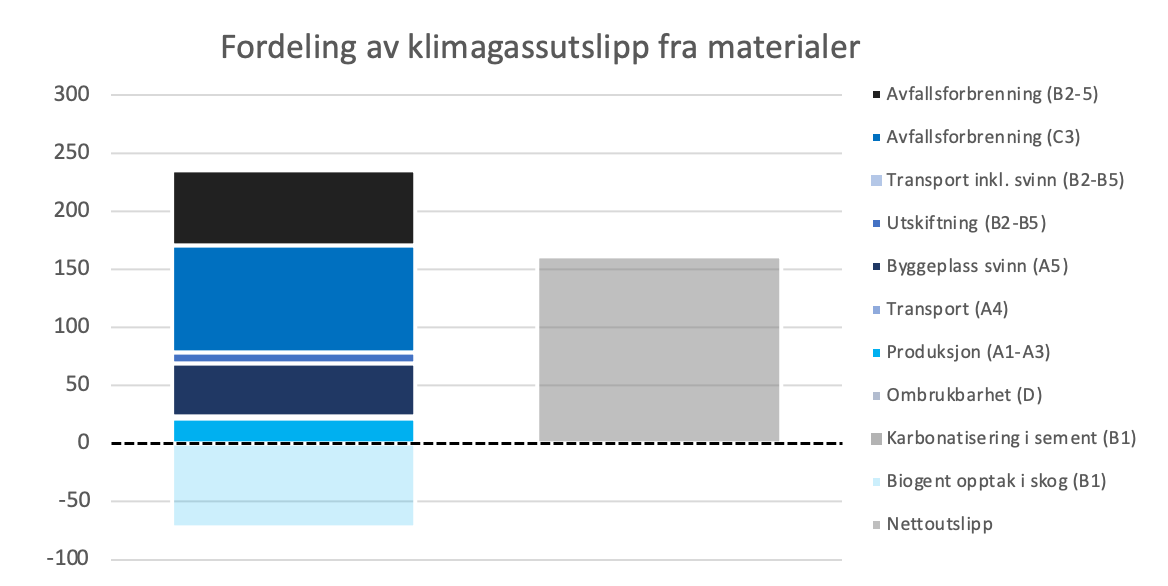 Fordeling av klimagassutslipp fra materialer
300
250
200
150
100
50
0
-50
-100
Avfallsforbrenning (B2-5)
Avfallsforbrenning (C3)
Transport inkl. svinn (B2-B5)
Utskiftning (B2-B5)
Byggeplass svinn (A5)
Transport (A4)
Produksjon (A1-A3)
Ombrukbarhet (D)
Karbonatisering i sement (B1)
Biogent opptak i skog (B1)
Nettoutslipp